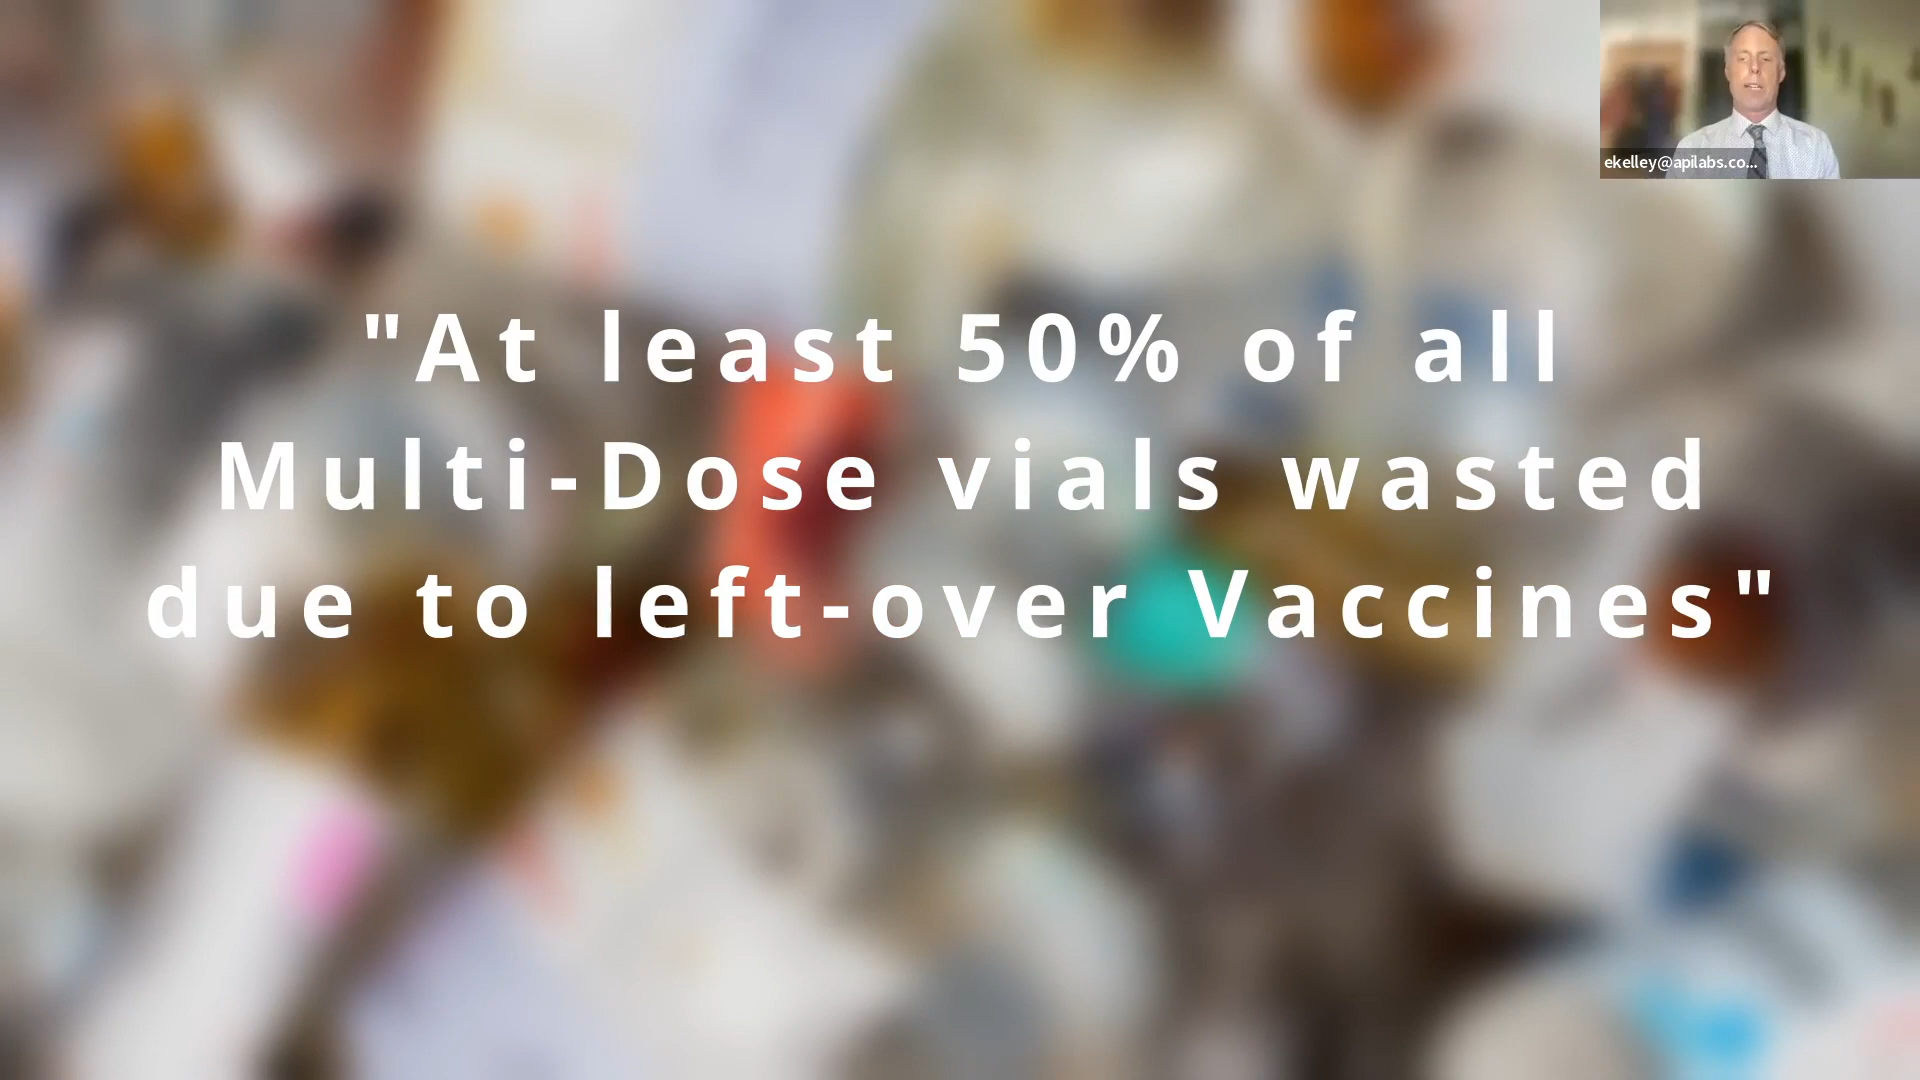 ekelley@apilabs.co...
"At least 50% of all
Multi-Dose vials wasted
due to left-over Vaccines"